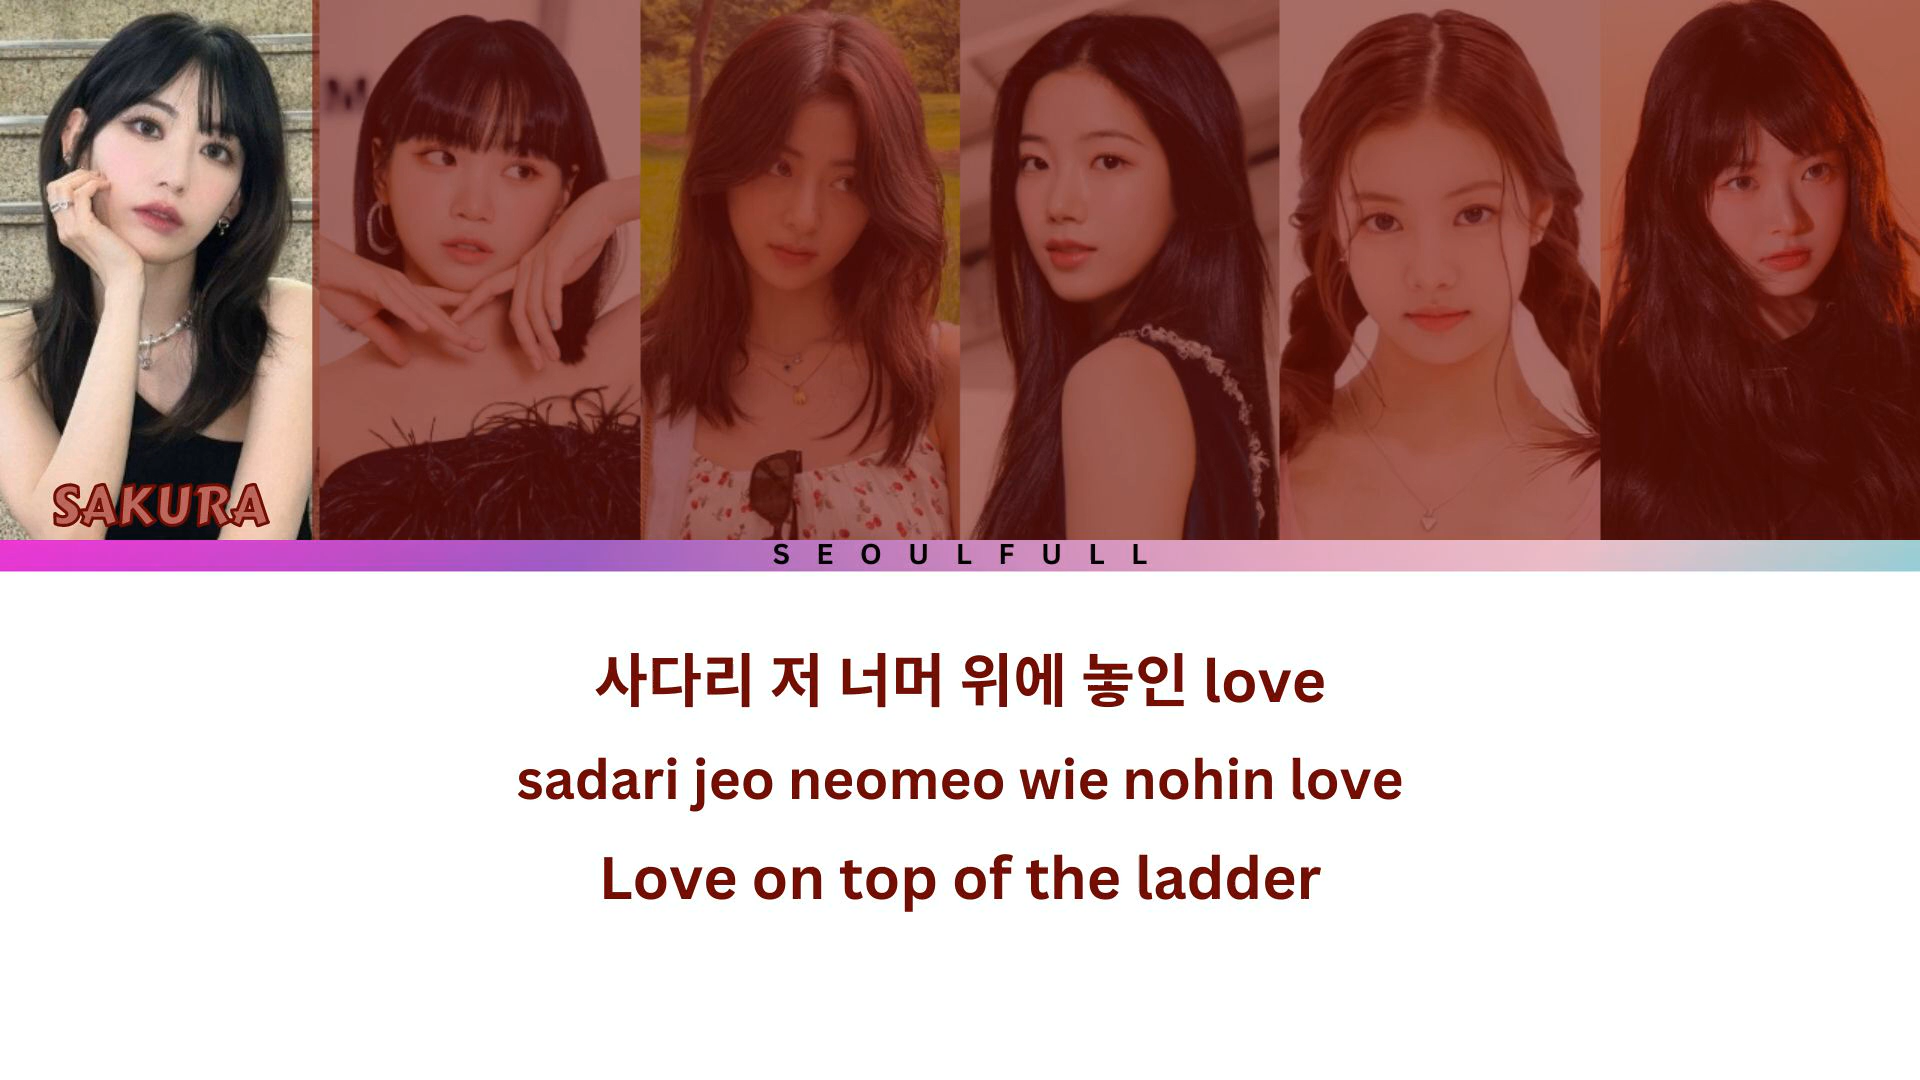 SAKURA
SEOULFULL
사다리 저 너머 위에 놓인 love
sadari jeo neomeo wie nohin love
Love on top of the ladder